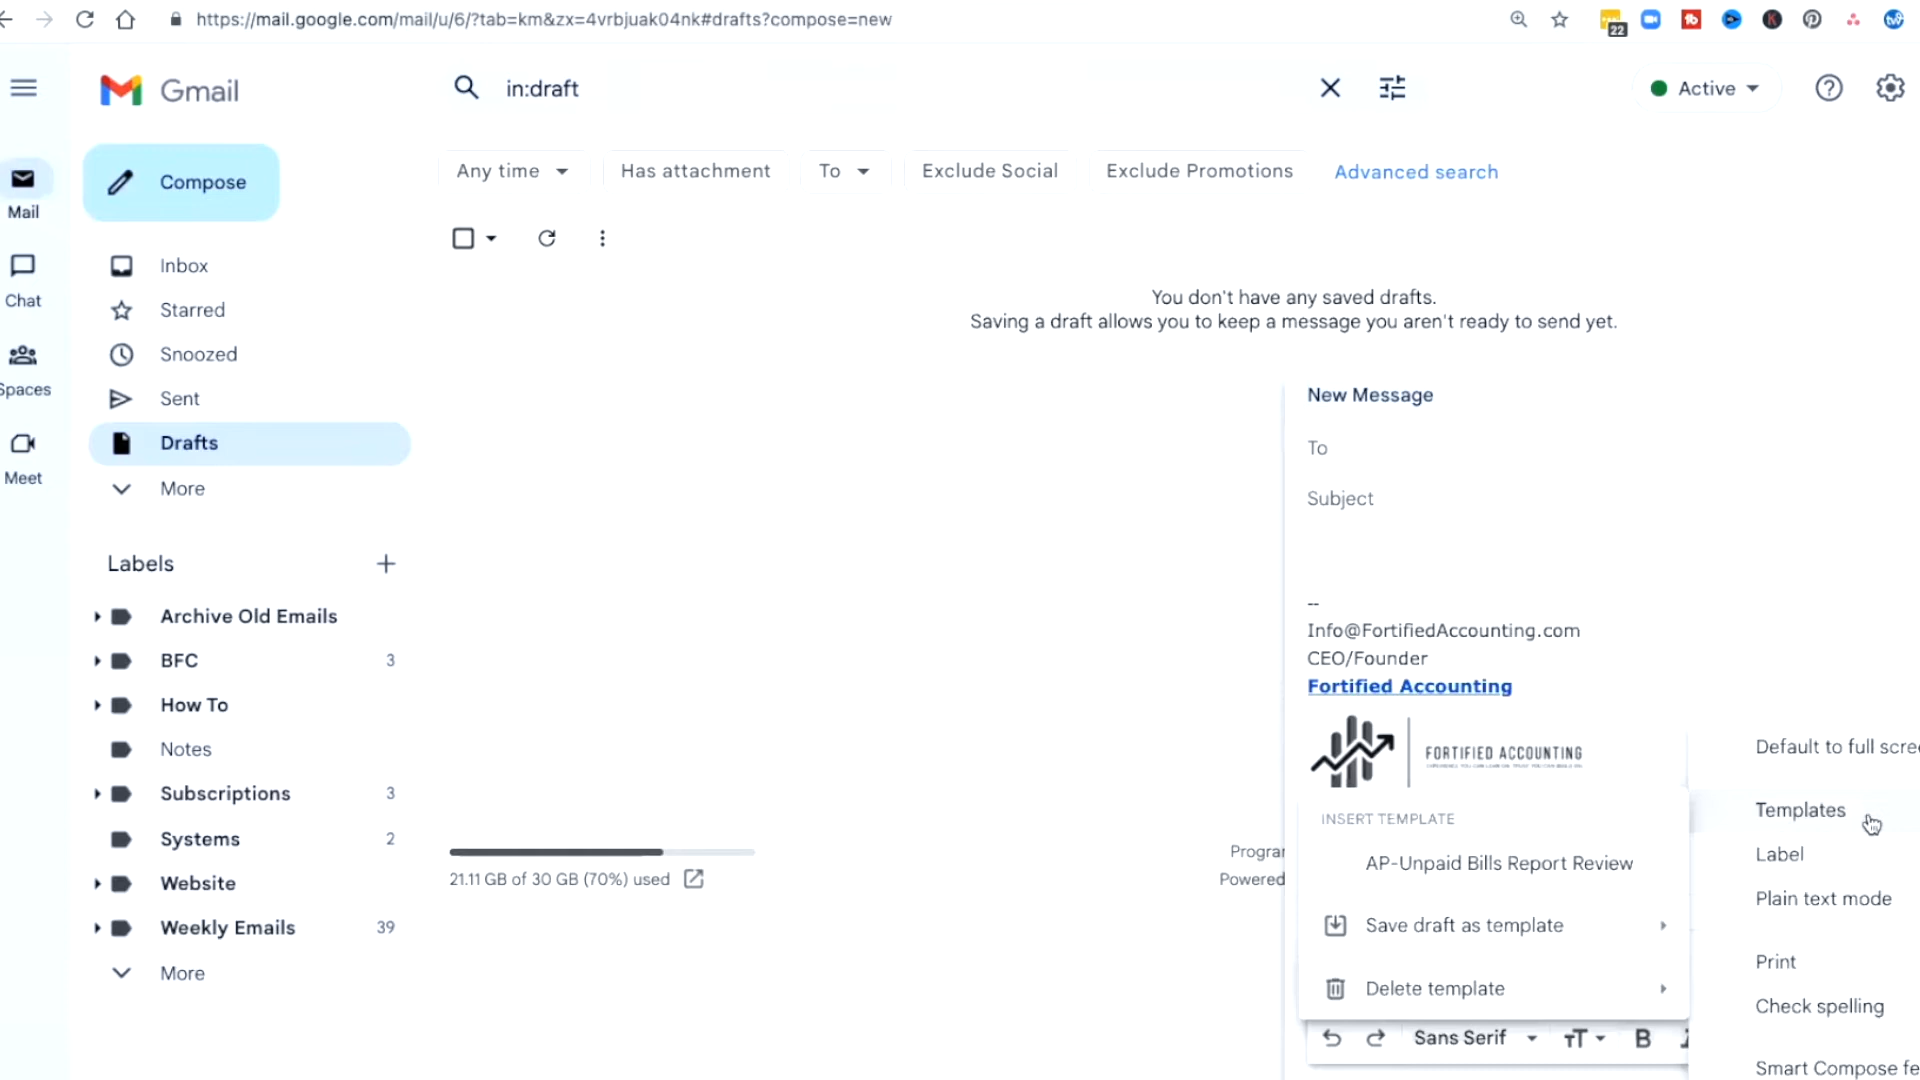 https://mail.google.com/mail/u/6/?tab=km&zx=4vrbjuak04nk#drafts?compose=new
22
Gmail
in:draft
Active
Compose
Any time
Has attachment
To
Exclude Social
Exclude Promotions
Advanced search
Mail
Chat
Spaces
Meet
Inbox
Starred
Snoozed
Sent
Drafts
More
Labels
Archive Old Emails
BFC 3
How To
Notes
Subscriptions 3
Systems 2
Website
Weekly Emails 39
More
You don't have any saved drafts.
Saving a draft allows you to keep a message you aren't ready to send yet.
21.11 GB of 30 GB (70%) used
Progra
Powered
New Message
To
Subject
--
Info@FortifiedAccounting.com
CEO/Founder
Fortified Accounting
FORTIFIED ACCOUNTING
INSERT TEMPLATE
AP-Unpaid Bills Report Review
Save draft as template
Delete template
Sans Serif
B
Default to full scre
Templates
Label
Plain text mode
Print
Check spelling
Smart Compose fe